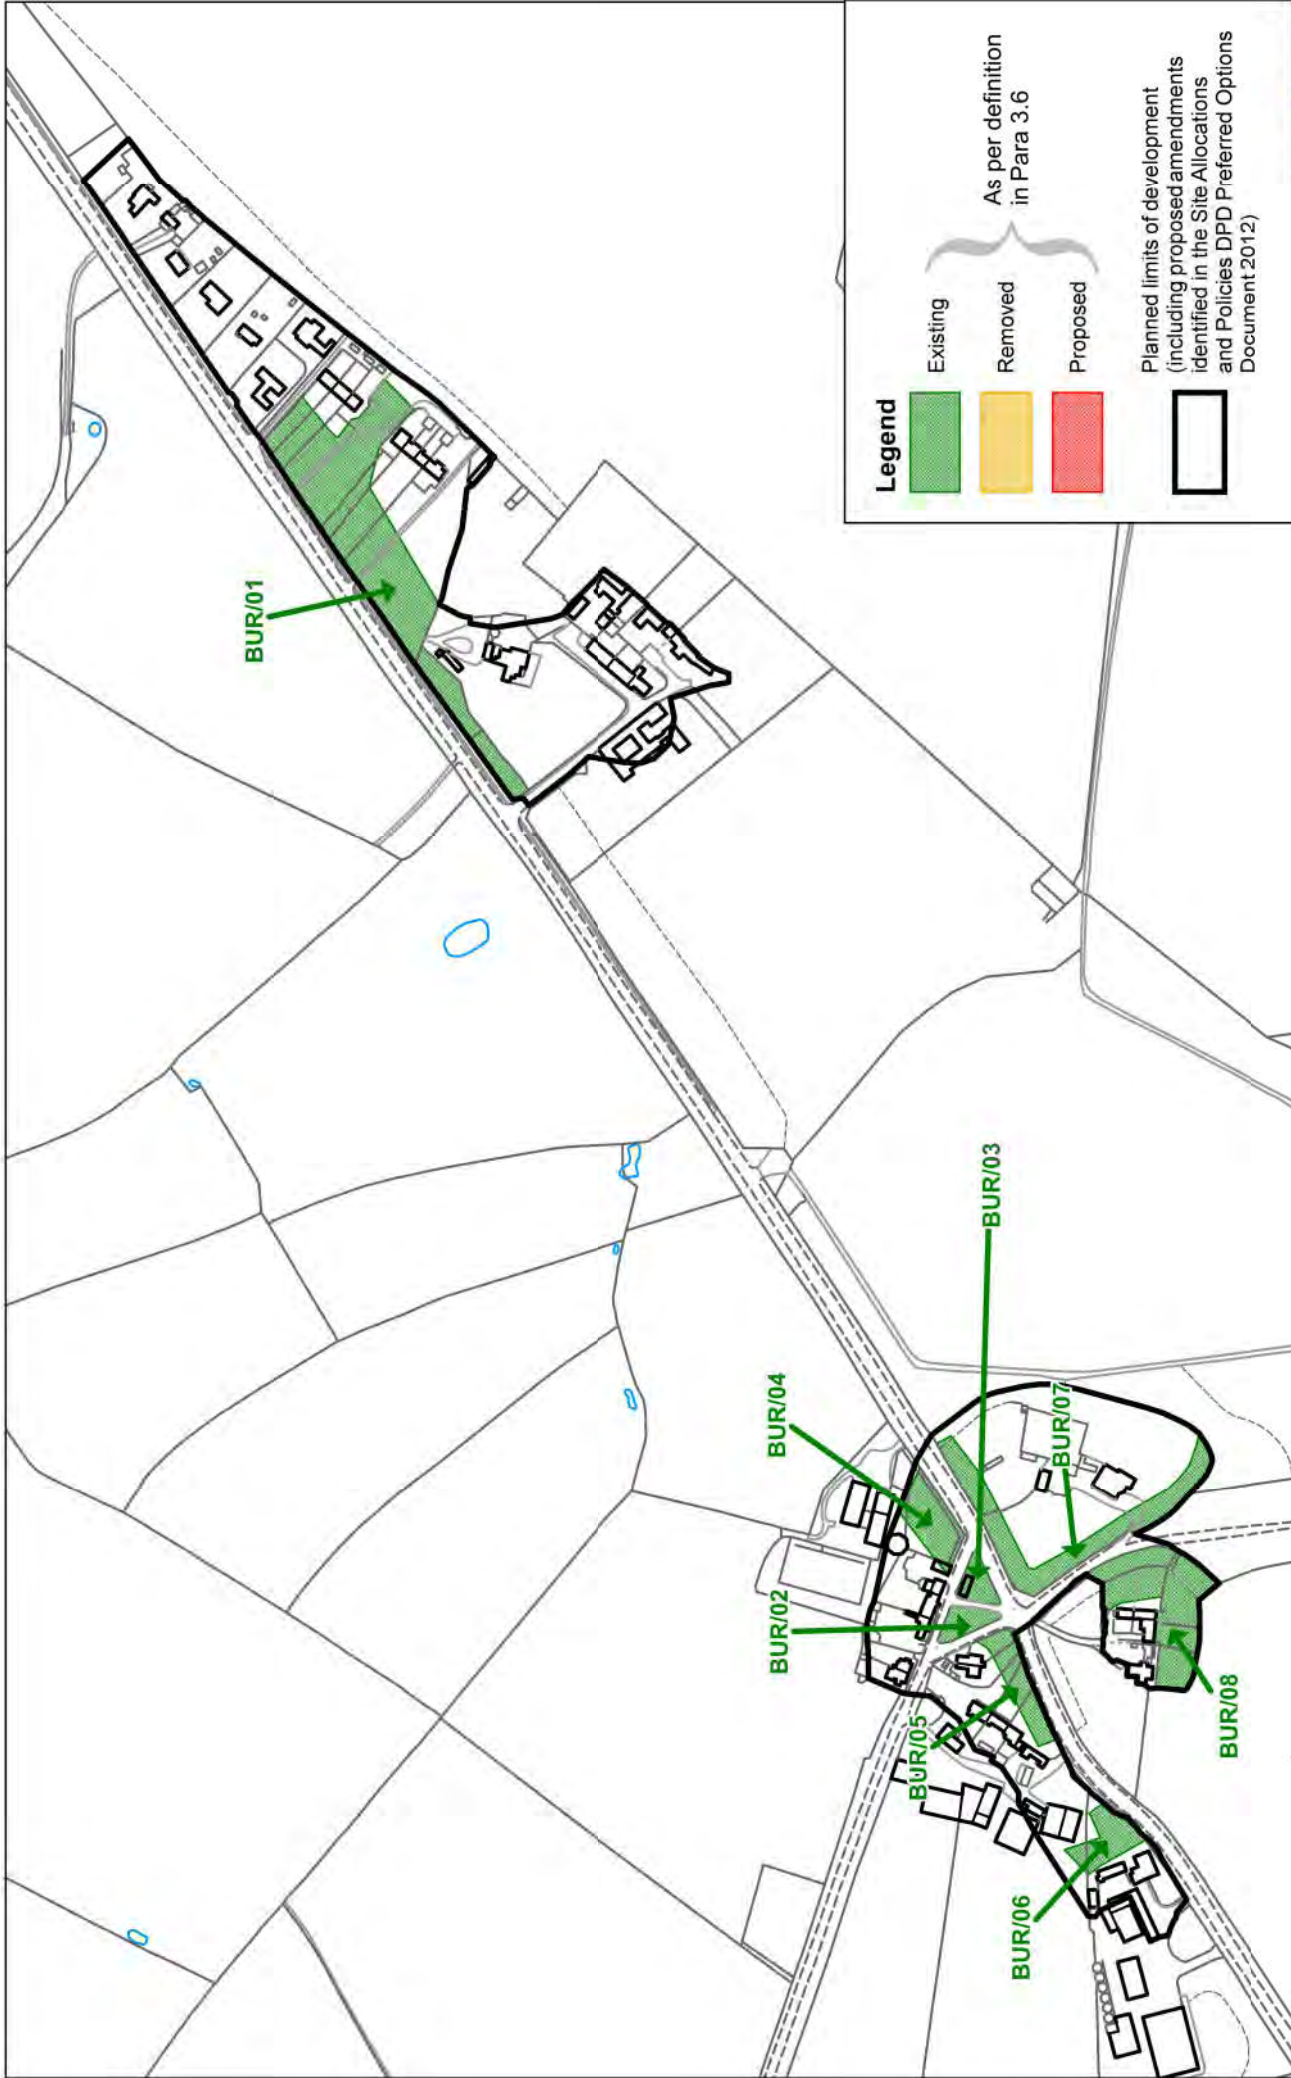 BUR/01
BUR/03
BUR/04
BUR/07
BUR/02
BUR/05
BUR/08
BUR/06
Legend
Existing
Removed
Proposed
As per definition
in Para 3.6
Planned limits of development
(including proposed amendments
identified in the Site Allocations
and Policies DPD Preferred Options
Document 2012)